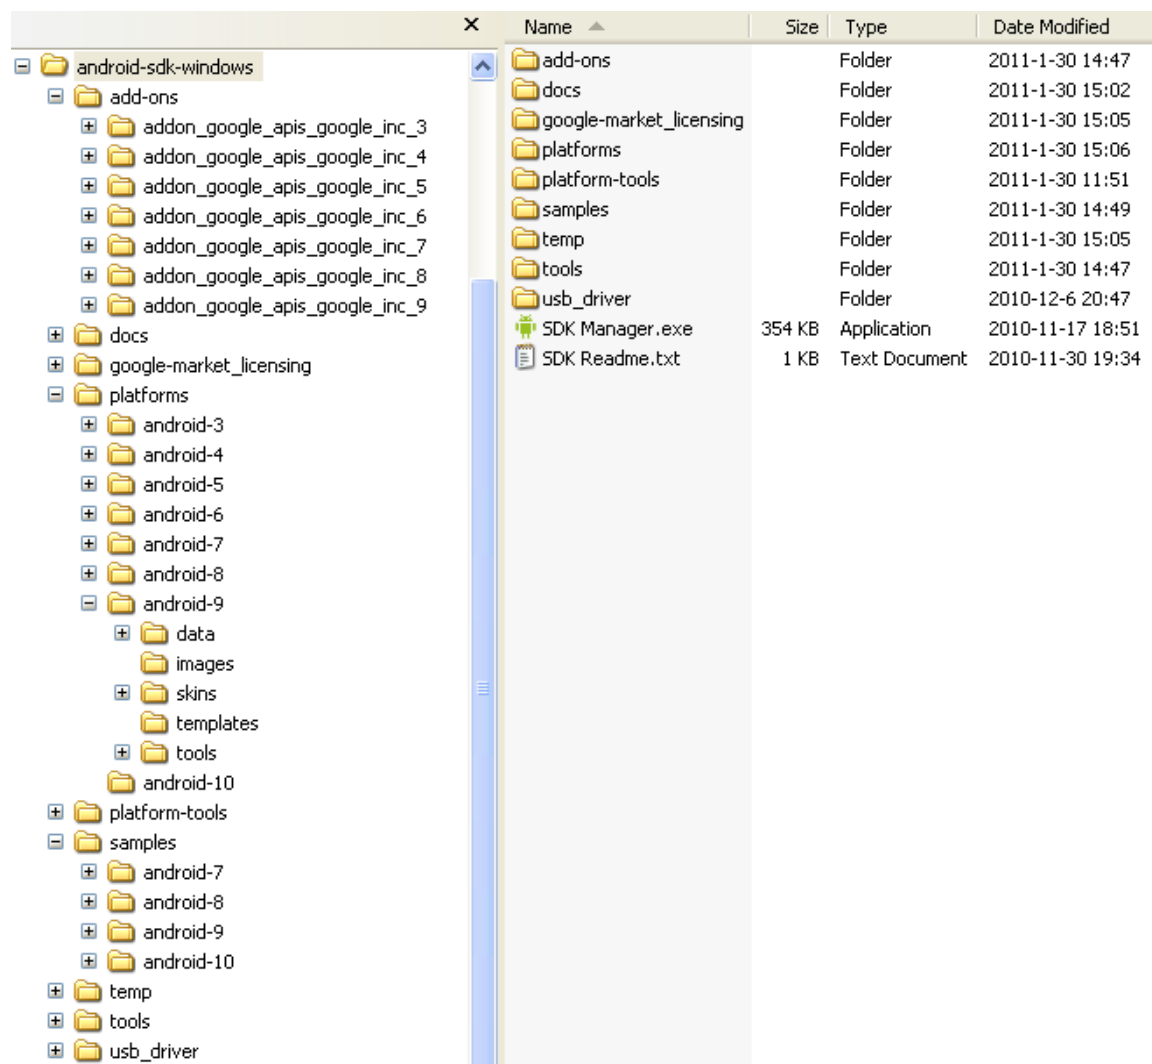 android-sdk-windows
add-ons
addon_google_apis_google_inc_3
addon_google_apis_google_inc_4
addon_google_apis_google_inc_5
addon_google_apis_google_inc_6
addon_google_apis_google_inc_7
addon_google_apis_google_inc_8
addon_google_apis_google_inc_9
docs
google-market_licensing
platforms
android-3
android-4
android-5
android-6
android-7
android-8
android-9
data
images
skins
templates
tools
android-10
platform-tools
samples
android-7
android-8
android-9
android-10
temp
tools
usb_driver
Name Size Type Date Modified
add-ons Folder 2011-1-30 14:47
docs Folder 2011-1-30 15:02
google-market_licensing Folder 2011-1-30 15:05
platforms Folder 2011-1-30 15:06
platform-tools Folder 2011-1-30 11:51
samples Folder 2011-1-30 14:49
temp Folder 2011-1-30 15:05
tools Folder 2011-1-30 14:47
usb_driver Folder 2010-12-6 20:47
SDK Manager.exe 354 KB Application 2010-11-17 18:51
SDK Readme.txt 1 KB Text Document 2010-11-30 19:34